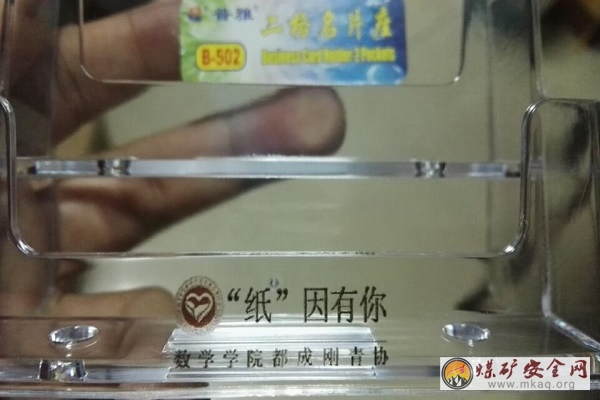 普雅
二格名片座
B-502
Business Card Holder 2 Pockets
“纸” 因有你
数学学院都成刚青协
煤矿安全网
www.mkaq.org